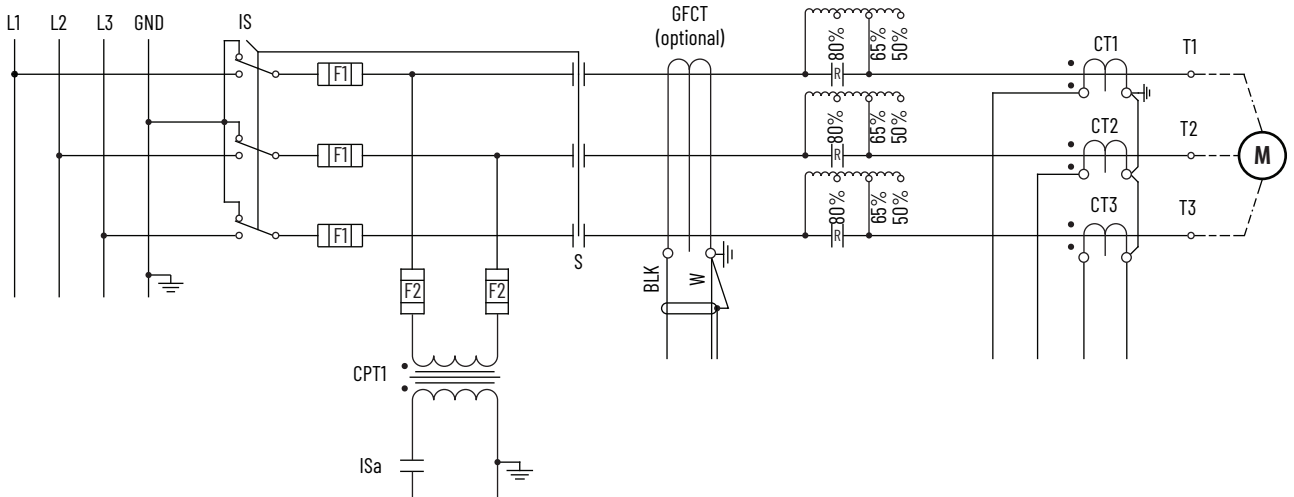 L1 L2 L3 GND IS
GFCT
(optional)
80%
65%
50%
CT1
T1
F1
R
80%
65%
50%
CT2
T2
F1
R
M
80%
65%
50%
CT3
T3
F1
R
S
BLK
W
F2
F2
CPT1
ISa